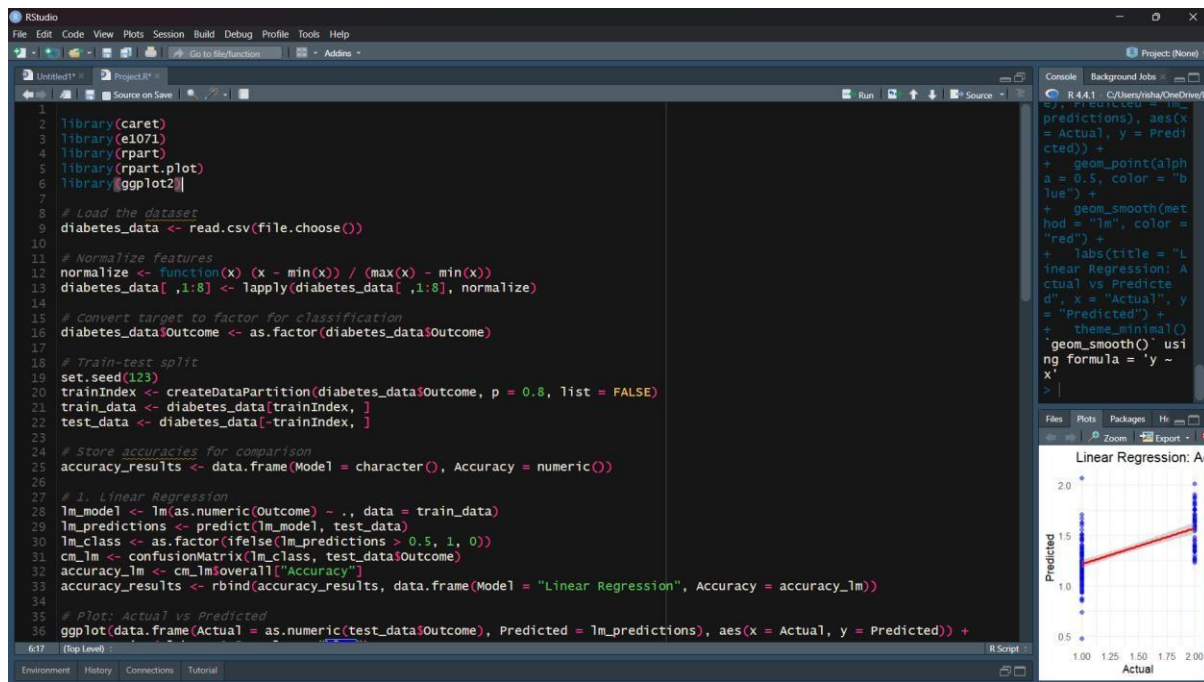 RStudio
File Edit Code View Plots Session Build Debug Profile Tools Help
Go to file/function Addins Project: (None)
Untitled1* Project.R*
Source on Save Run Source
1
2 library(caret)
3 library(e1071)
4 library(rpart)
5 library(rpart.plot)
6 library(ggplot2)
7
8 # Load the dataset
9 diabetes_data <- read.csv(file.choose())
10
11 # Normalize features
12 normalize <- function(x) (x - min(x)) / (max(x) - min(x))
13 diabetes_data[ ,1:8] <- lapply(diabetes_data[ ,1:8], normalize)
14
15 # Convert target to factor for classification
16 diabetes_data$Outcome <- as.factor(diabetes_data$Outcome)
17
18 # Train-test split
19 set.seed(123)
20 trainIndex <- createDataPartition(diabetes_data$Outcome, p = 0.8, list = FALSE)
21 train_data <- diabetes_data[trainIndex, ]
22 test_data <- diabetes_data[-trainIndex, ]
23
24 # Store accuracies for comparison
25 accuracy_results <- data.frame(Model = character(), Accuracy = numeric())
26
27 # 1. Linear Regression
28 lm_model <- lm(as.numeric(Outcome) ~ ., data = train_data)
29 lm_predictions <- predict(lm_model, test_data)
30 lm_class <- as.factor(ifelse(lm_predictions > 0.5, 1, 0))
31 cm_lm <- confusionMatrix(lm_class, test_data$Outcome)
32 accuracy_lm <- cm_lm$overall["Accuracy"]
33 accuracy_results <- rbind(accuracy_results, data.frame(Model = "Linear Regression", Accuracy = accuracy_lm))
34
35 # Plot: Actual vs Predicted
36 ggplot(data.frame(Actual = as.numeric(test_data$Outcome), Predicted = lm_predictions), aes(x = Actual, y = Predicted)) +
6:17 (Top Level) R Script
Environment History Connections Tutorial
Console Background Jobs
R 4.4.1 C:/Users/risha/OneDrive/
e), Predicted = lm_
predictions), aes(x
= Actual, y = Predi
cted)) +
+ geom_point(alph
a = 0.5, color = "b
lue") +
+ geom_smooth(met
hod = "lm", color =
"red") +
+ labs(title = "L
inear Regression: A
ctual vs Predicte
d", x = "Actual", y
= "Predicted") +
+ theme_minimal()
`geom_smooth()` usi
ng formula = 'y ~
x'
>
Files Plots Packages He
Zoom Export
Linear Regression: A
2.0
1.5
1.0
0.5
Predicted
1.00 1.25 1.50 1.75 2.00
Actual